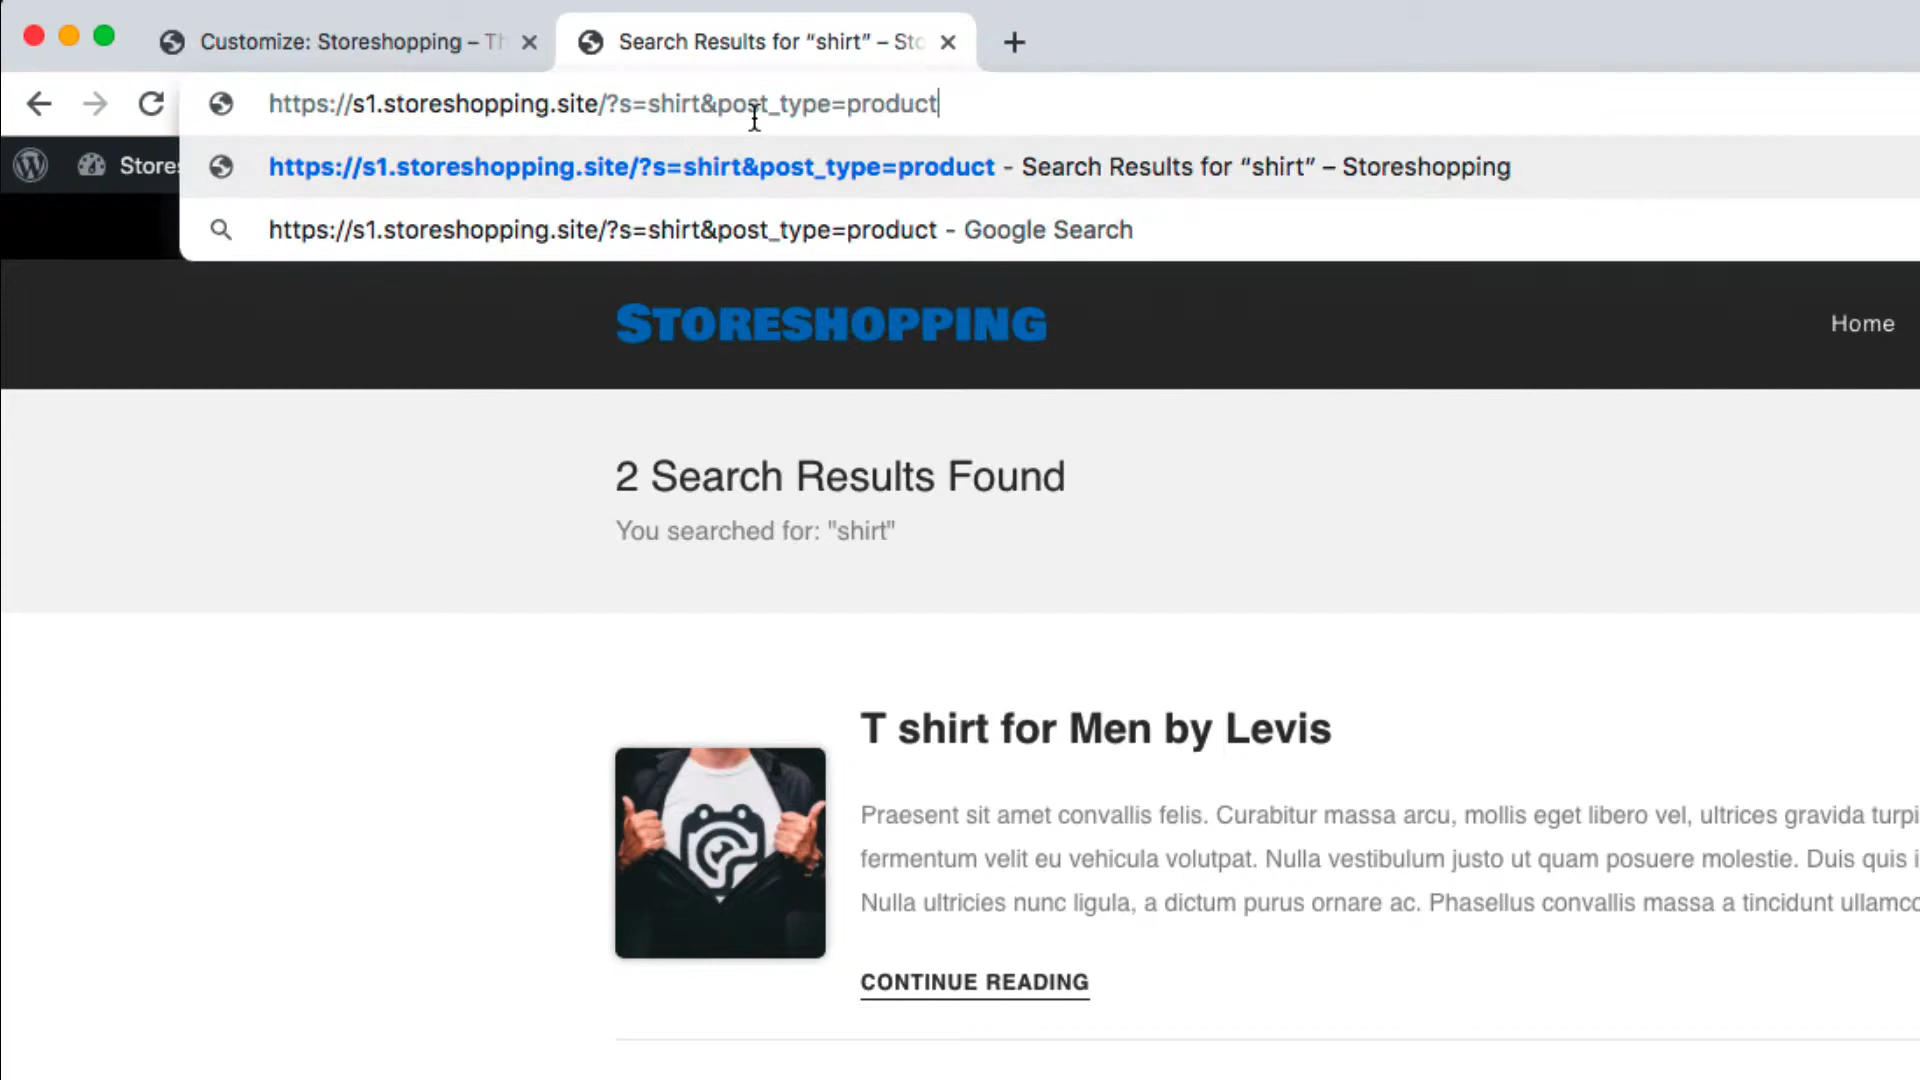 Customize: Storeshopping – Th
Search Results for “shirt” – Sto
https://s1.storeshopping.site/?s=shirt&post_type=product
Stores
https://s1.storeshopping.site/?s=shirt&post_type=product - Search Results for “shirt” – Storeshopping
https://s1.storeshopping.site/?s=shirt&post_type=product - Google Search
STORESHOPPING
Home
2 Search Results Found
You searched for: "shirt"
T shirt for Men by Levis
Praesent sit amet convallis felis. Curabitur massa arcu, mollis eget libero vel, ultrices gravida turpi
fermentum velit eu vehicula volutpat. Nulla vestibulum justo ut quam posuere molestie. Duis quis i
Nulla ultricies nunc ligula, a dictum purus ornare ac. Phasellus convallis massa a tincidunt ullamco
CONTINUE READING